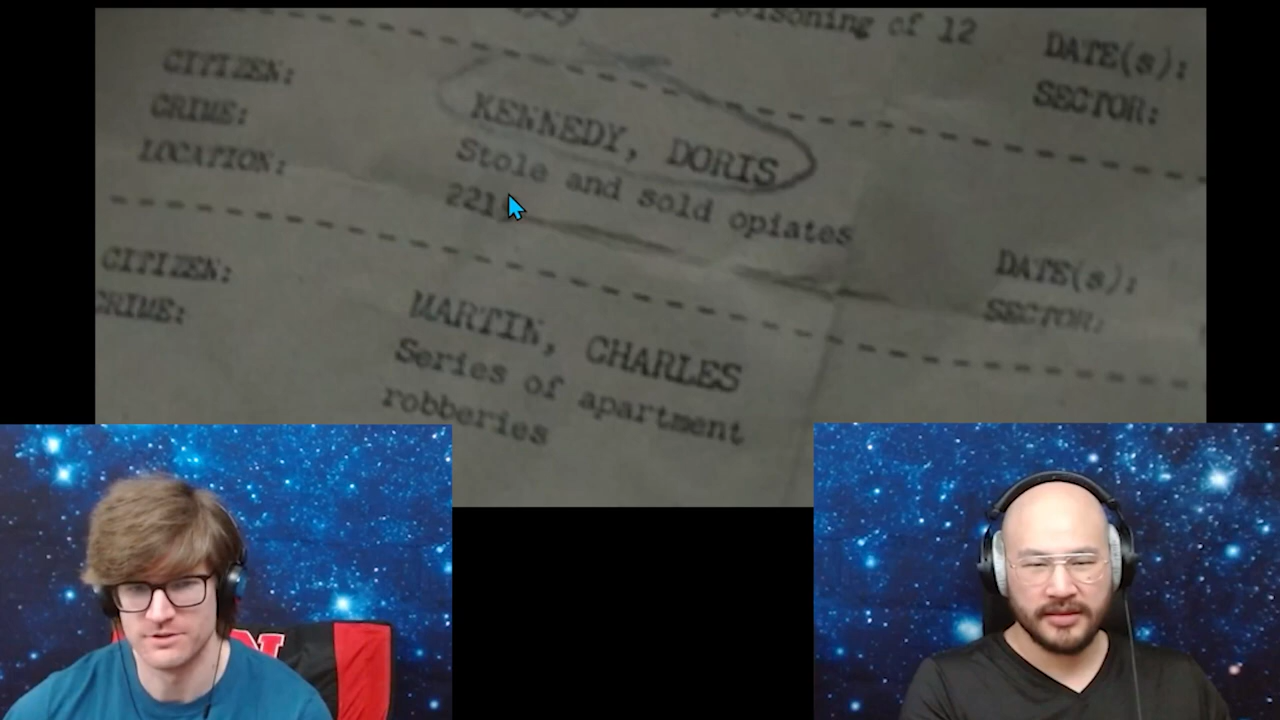 poisoning of 12
DATE(s):
SECTOR:
CITIZEN: KENNEDY, DORIS
CRIME: Stole and sold opiates
LOCATION: 221
DATE(s):
SECTOR:
CITIZEN: MARTIN, CHARLES
CRIME: Series of apartment
robberies
N